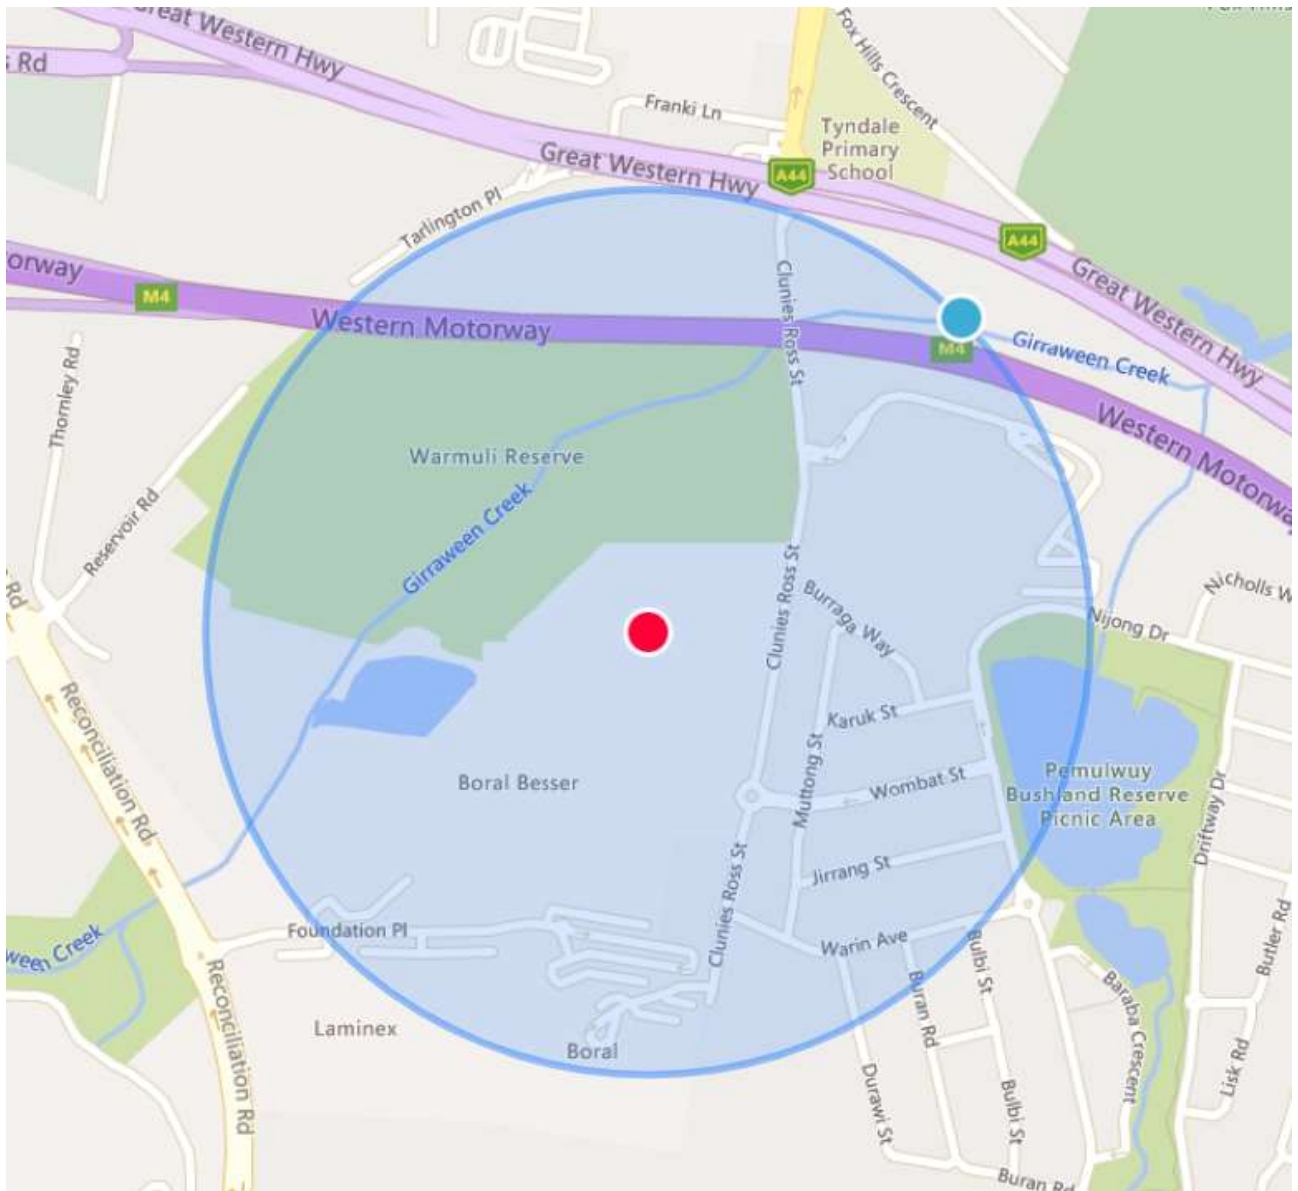 Great Western Hwy
s Rd
Fox Hills Crescent
Franki Ln
Tyndale
Primary
School
Great Western Hwy
A44
Tarlington Pl
A44
Great Western Hwy
orway
M4
Western Motorway
Clunies Ross St
M4
Girraween Creek
Western Motorway
Thornley Rd
Warmuli Reserve
Reservoir Rd
Girraween Creek
Clunies Ross St
Burraga Way
Nicholls W
Nijong Dr
Rd
Karuk St
Reconciliation Rd
Boral Besser
Muttong St
Wombat St
Pemulwuy
Bushland Reserve
Picnic Area
Driftway Dr
Jirrang St
Clunies Ross St
Foundation Pl
Warin Ave
ween Creek
Bulbi St
Butler Rd
Buran Rd
Baraba Crescent
Reconciliation Rd
Laminex
Boral
Durawi St
Bulbi St
Lisk Rd
Buran Rd